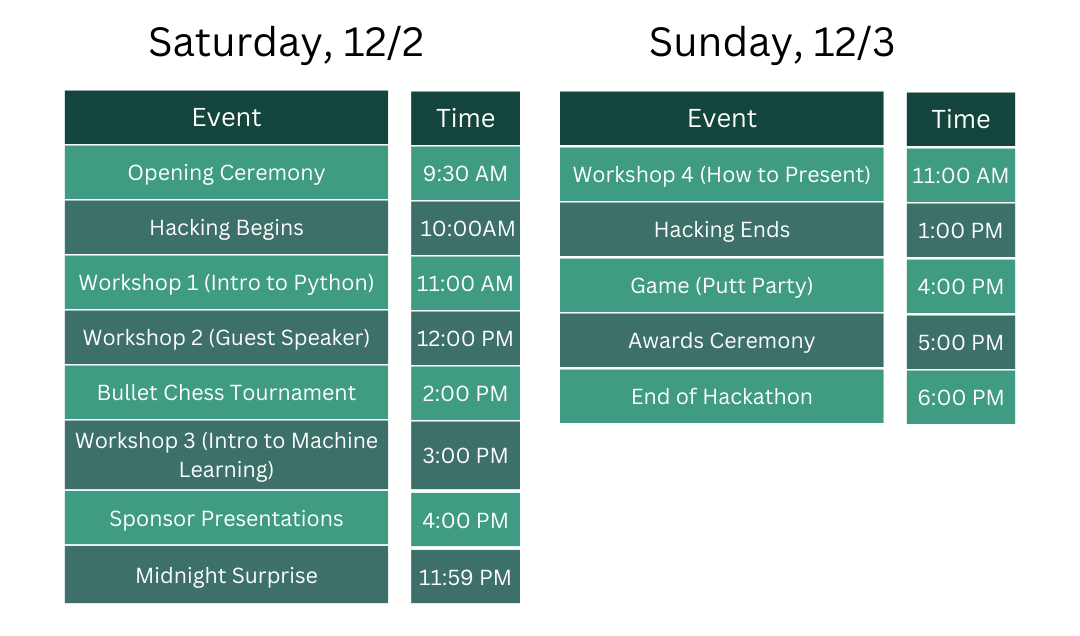 Saturday, 12/2
Event Time
Opening Ceremony 9:30 AM
Hacking Begins 10:00AM
Workshop 1 (Intro to Python) 11:00 AM
Workshop 2 (Guest Speaker) 12:00 PM
Bullet Chess Tournament 2:00 PM
Workshop 3 (Intro to Machine
Learning) 3:00 PM
Sponsor Presentations 4:00 PM
Midnight Surprise 11:59 PM
Sunday, 12/3
Event Time
Workshop 4 (How to Present) 11:00 AM
Hacking Ends 1:00 PM
Game (Putt Party) 4:00 PM
Awards Ceremony 5:00 PM
End of Hackathon 6:00 PM